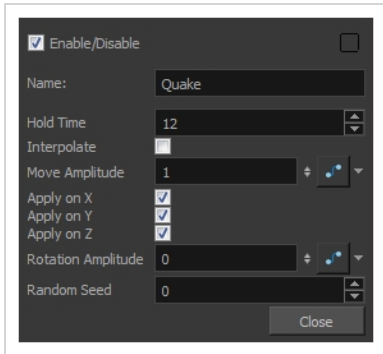 Enable/Disable
Name: Quake
Hold Time 12
Interpolate
Move Amplitude 1
Apply on X
Apply on Y
Apply on Z
Rotation Amplitude 0
Random Seed 0
Close